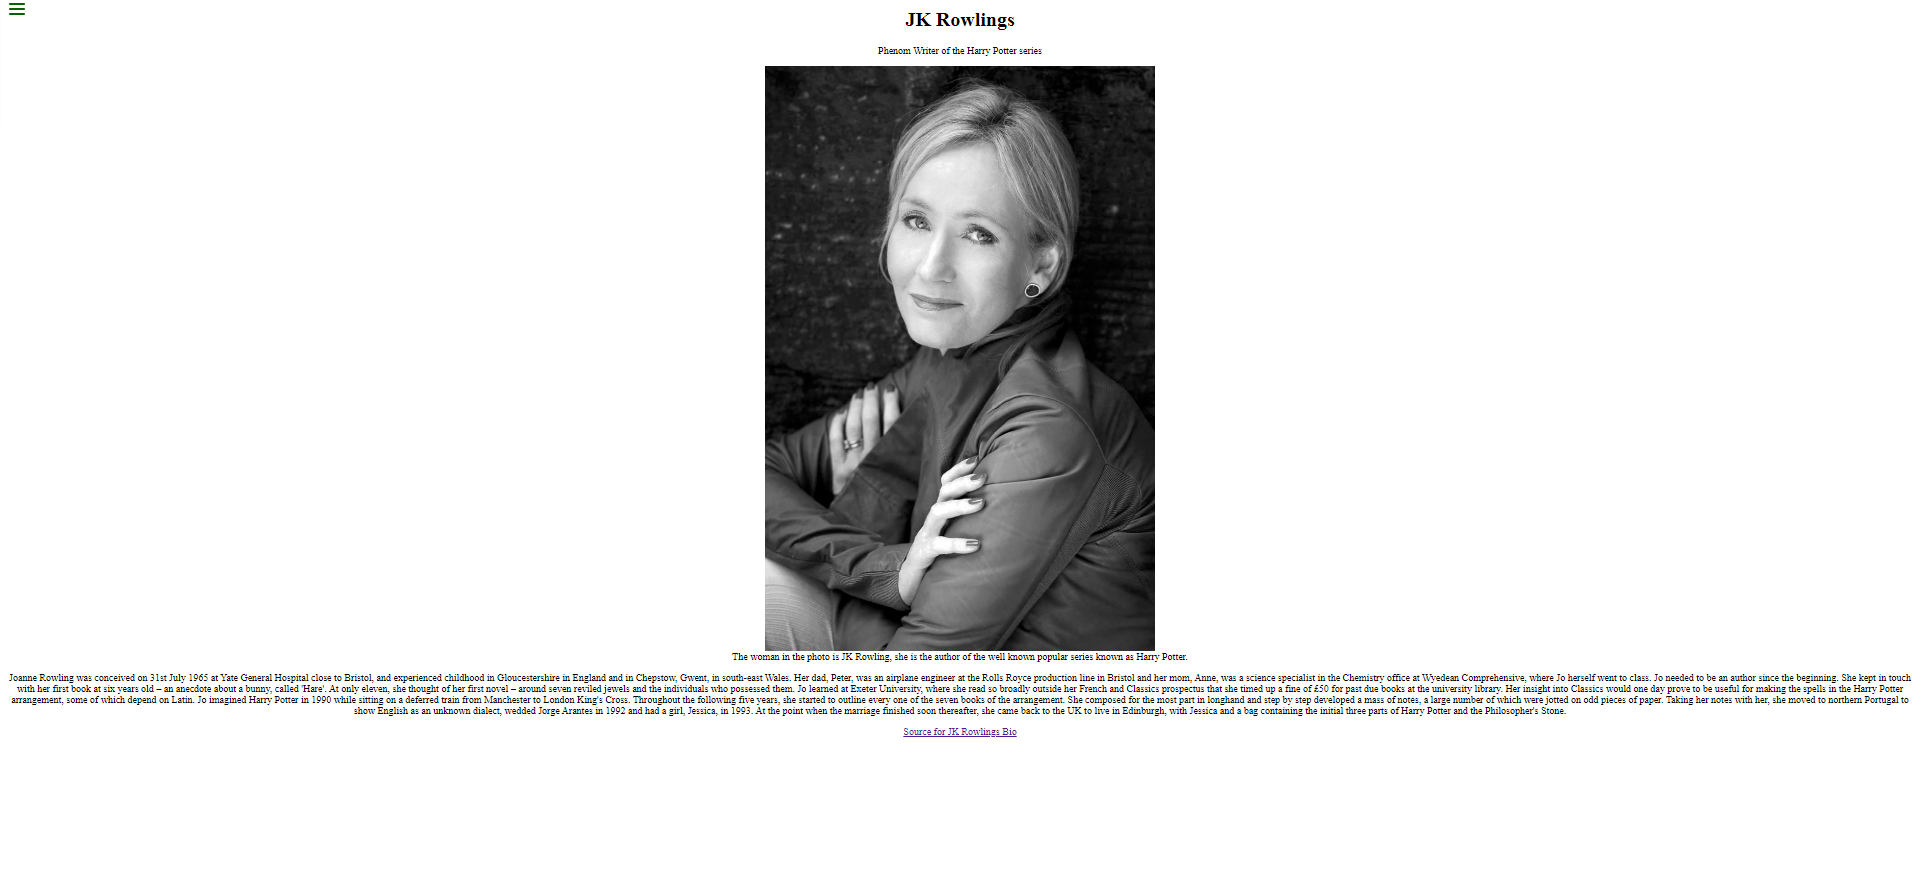 JK Rowlings
Phenom Writer of the Harry Potter series
The woman in the photo is JK Rowling, she is the author of the well known popular series known as Harry Potter.
Joanne Rowling was conceived on 31st July 1965 at Yate General Hospital close to Bristol, and experienced childhood in Gloucestershire in England and in Chepstow, Gwent, in south-east Wales. Her dad, Peter, was an airplane engineer at the Rolls Royce production line in Bristol and her mom, Anne, was a science specialist in the Chemistry office at Wyedean Comprehensive, where Jo herself went to class. Jo needed to be an author since the beginning. She kept in touch
with her first book at six years old – an anecdote about a bunny, called 'Hare'. At only eleven, she thought of her first novel – around seven reviled jewels and the individuals who possessed them. Jo learned at Exeter University, where she read so broadly outside her French and Classics prospectus that she timed up a fine of £50 for past due books at the university library. Her insight into Classics would one day prove to be useful for making the spells in the Harry Potter
arrangement, some of which depend on Latin. Jo imagined Harry Potter in 1990 while sitting on a deferred train from Manchester to London King's Cross. Throughout the following five years, she started to outline every one of the seven books of the arrangement. She composed for the most part in longhand and step by step developed a mass of notes, a large number of which were jotted on odd pieces of paper. Taking her notes with her, she moved to northern Portugal to
show English as an unknown dialect, wedded Jorge Arantes in 1992 and had a girl, Jessica, in 1993. At the point when the marriage finished soon thereafter, she came back to the UK to live in Edinburgh, with Jessica and a bag containing the initial three parts of Harry Potter and the Philosopher's Stone.
Source for JK Rowlings Bio